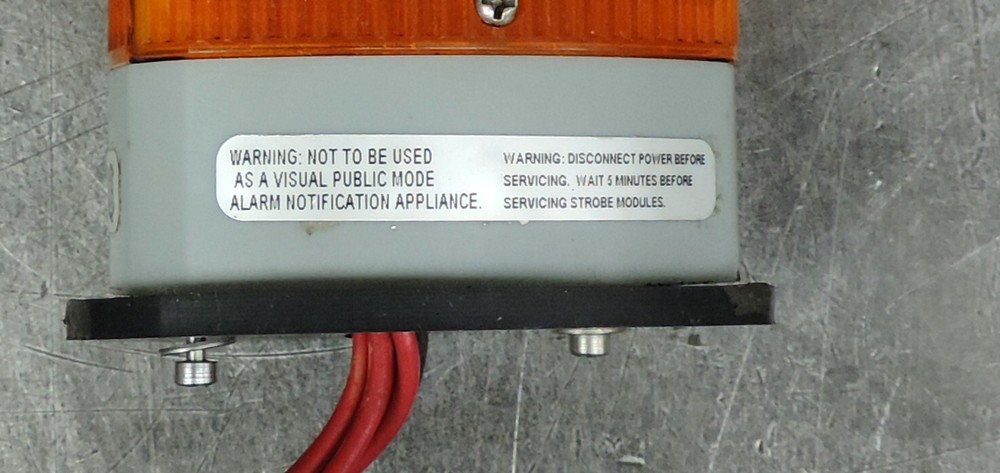 WARNING: NOT TO BE USED
AS A VISUAL PUBLIC MODE
ALARM NOTIFICATION APPLIANCE.
WARNING: DISCONNECT POWER BEFORE
SERVICING. WAIT 5 MINUTES BEFORE
SERVICING STROBE MODULES.